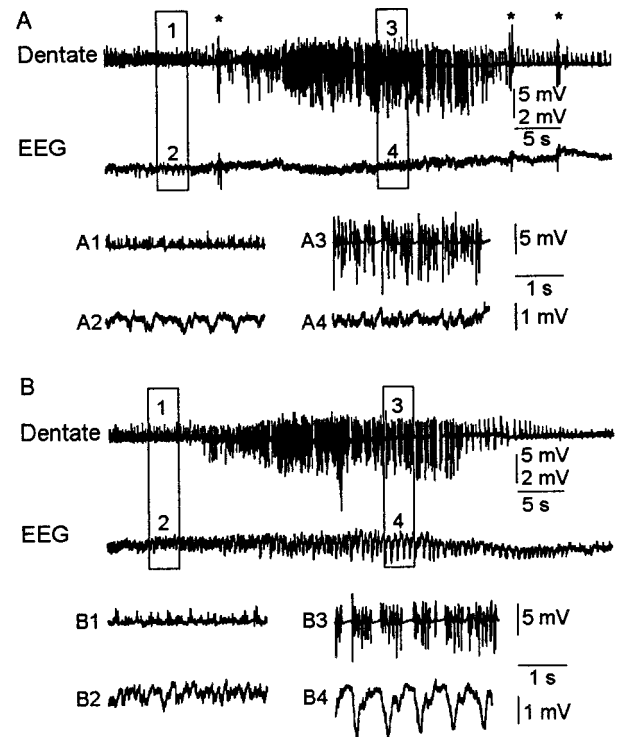 A
1 * 3 * *
Dentate
5 mV
2 mV
5 s
EEG
2 4
A1 A3 5 mV
1 s
A2 A4 1 mV
B
1 3
Dentate
5 mV
2 mV
5 s
EEG
2 4
B1 B3 5 mV
1 s
B2 B4 1 mV